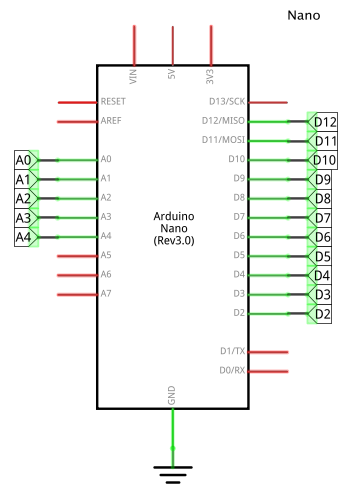 Nano
VIN
5V
3V3
RESET
AREF
A0
A1
A2
A3
A4
A5
A6
A7
D13/SCK
D12/MISO
D11/MOSI
D10
D9
D8
D7
D6
D5
D4
D3
D2
D1/TX
D0/RX
Arduino
Nano
(Rev3.0)
GND
A0
A1
A2
A3
A4
D12
D11
D10
D9
D8
D7
D6
D5
D4
D3
D2